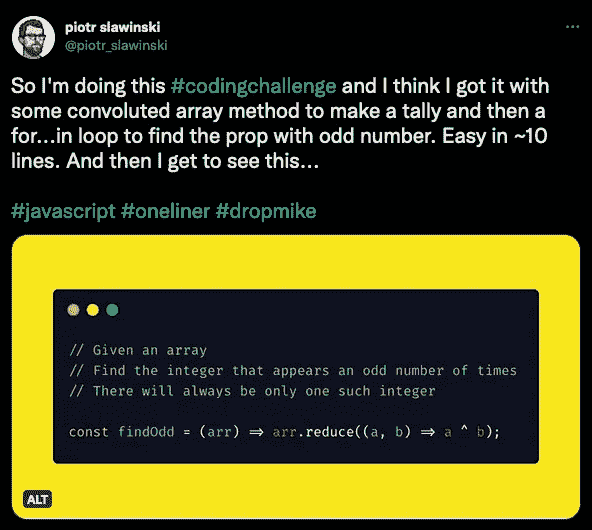 piotr slawinski
@piotr_slawinski
So I'm doing this #codingchallenge and I think I got it with
some convoluted array method to make a tally and then a
for...in loop to find the prop with odd number. Easy in ~10
lines. And then I get to see this...
#javascript #oneliner #dropmike
// Given an array
// Find the integer that appears an odd number of times
// There will always be only one such integer
const findOdd = (arr) => arr.reduce((a, b) => a ^ b);
ALT